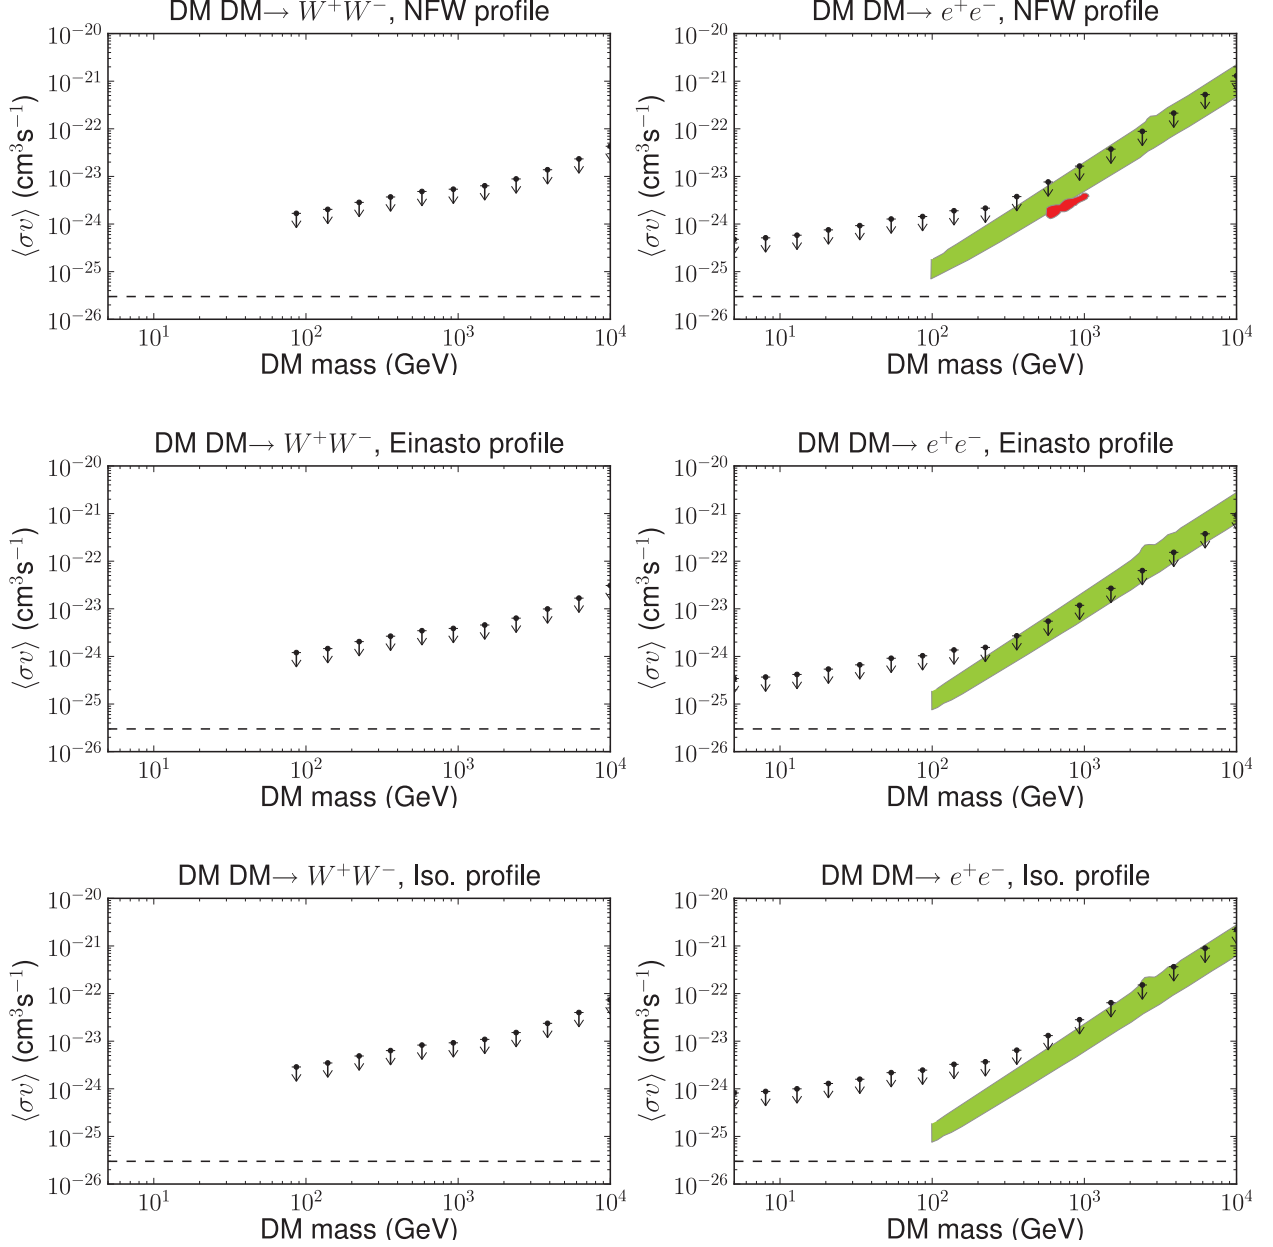 DM DM→ W⁺W⁻, NFW profile
10⁻²⁰
10⁻²¹
10⁻²²
10⁻²³
10⁻²⁴
10⁻²⁵
10⁻²⁶
⟨σv⟩ (cm³s⁻¹)
10¹ 10² 10³ 10⁴
DM mass (GeV)
DM DM→ e⁺e⁻, NFW profile
10⁻²⁰
10⁻²¹
10⁻²²
10⁻²³
10⁻²⁴
10⁻²⁵
10⁻²⁶
⟨σv⟩ (cm³s⁻¹)
10¹ 10² 10³ 10⁴
DM mass (GeV)
DM DM→ W⁺W⁻, Einasto profile
10⁻²⁰
10⁻²¹
10⁻²²
10⁻²³
10⁻²⁴
10⁻²⁵
10⁻²⁶
⟨σv⟩ (cm³s⁻¹)
10¹ 10² 10³ 10⁴
DM mass (GeV)
DM DM→ e⁺e⁻, Einasto profile
10⁻²⁰
10⁻²¹
10⁻²²
10⁻²³
10⁻²⁴
10⁻²⁵
10⁻²⁶
⟨σv⟩ (cm³s⁻¹)
10¹ 10² 10³ 10⁴
DM mass (GeV)
DM DM→ W⁺W⁻, Iso. profile
10⁻²⁰
10⁻²¹
10⁻²²
10⁻²³
10⁻²⁴
10⁻²⁵
10⁻²⁶
⟨σv⟩ (cm³s⁻¹)
10¹ 10² 10³ 10⁴
DM mass (GeV)
DM DM→ e⁺e⁻, Iso. profile
10⁻²⁰
10⁻²¹
10⁻²²
10⁻²³
10⁻²⁴
10⁻²⁵
10⁻²⁶
⟨σv⟩ (cm³s⁻¹)
10¹ 10² 10³ 10⁴
DM mass (GeV)